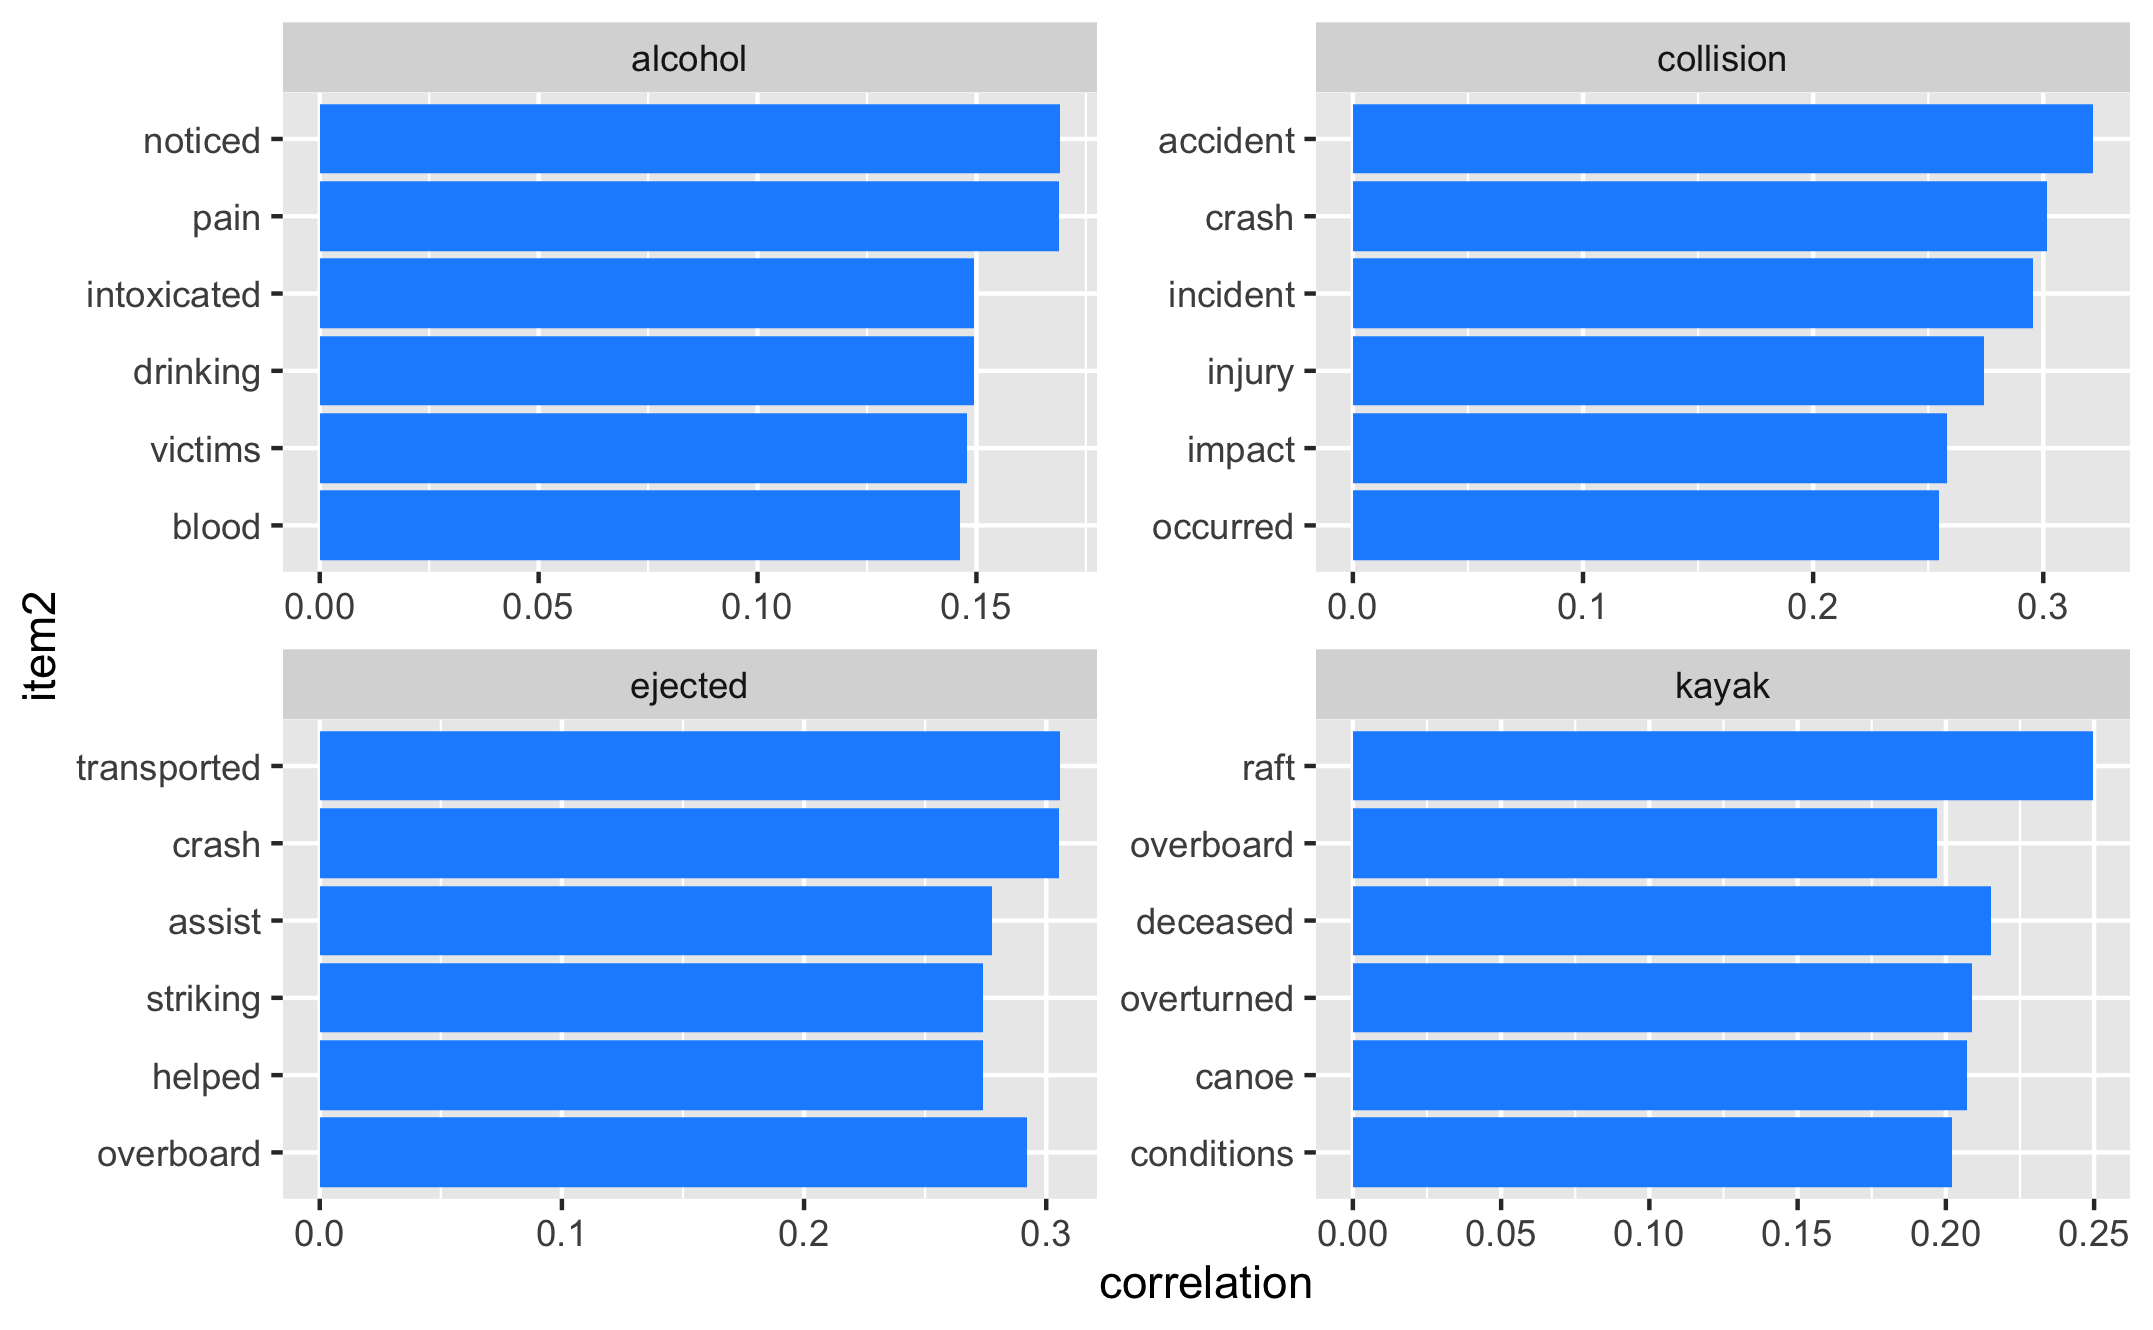 alcohol
noticed
pain
intoxicated
drinking
victims
blood
0.00 0.05 0.10 0.15
collision
accident
crash
incident
injury
impact
occurred
0.0 0.1 0.2 0.3
ejected
transported
crash
assist
striking
helped
overboard
0.0 0.1 0.2 0.3
kayak
raft
overboard
deceased
overturned
canoe
conditions
0.00 0.05 0.10 0.15 0.20 0.25
item2
correlation